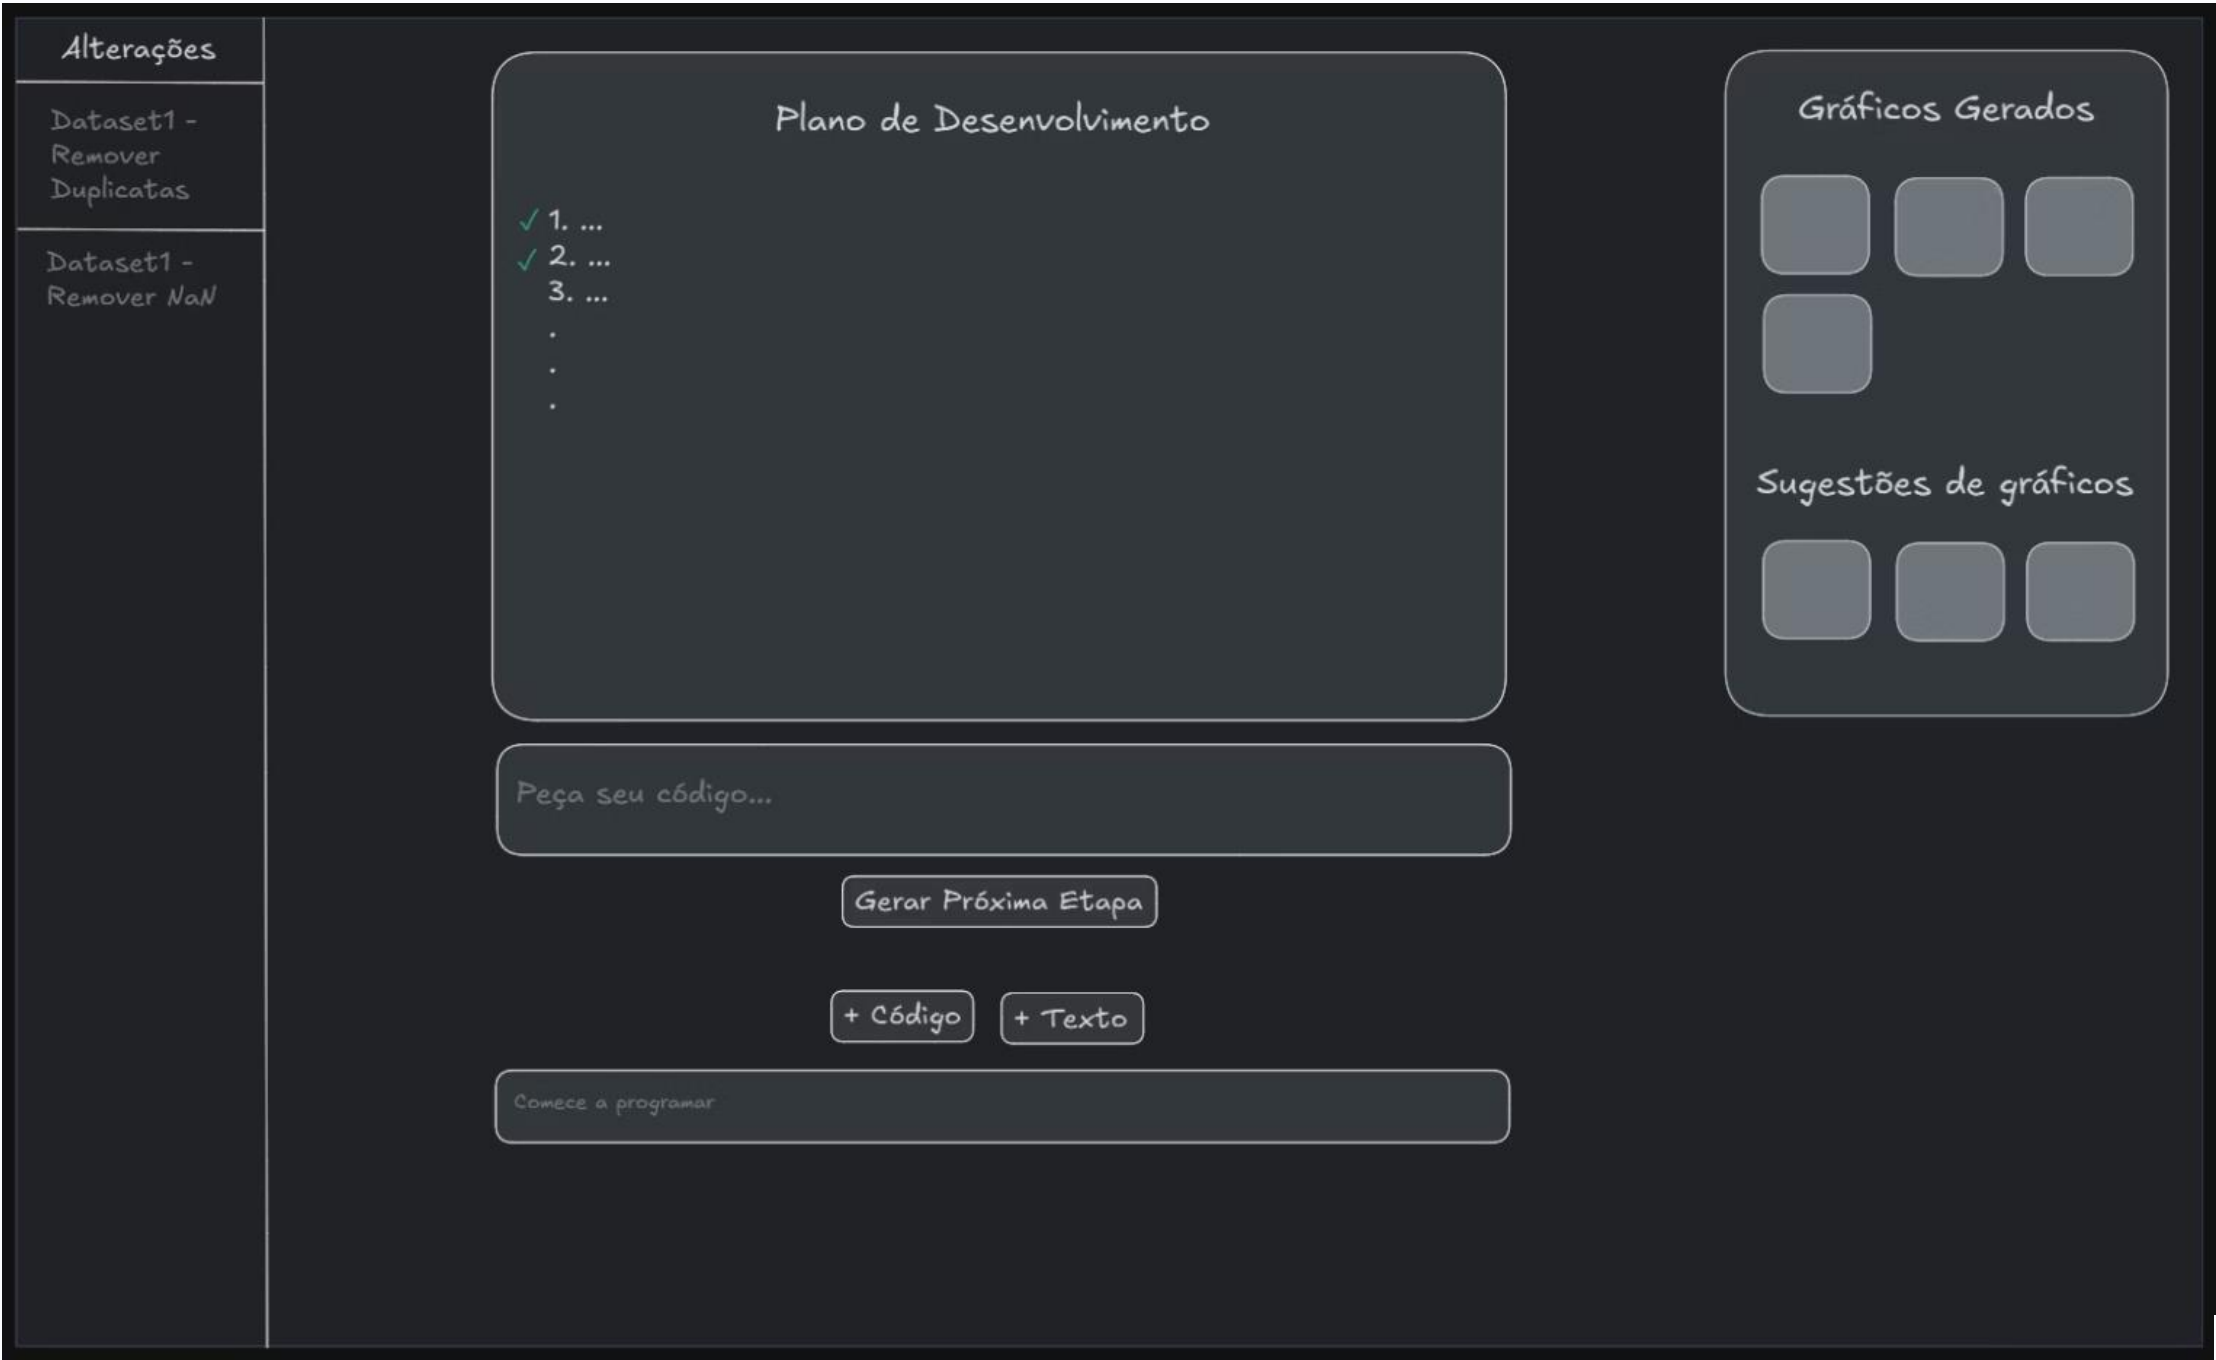 Alterações
Dataset1 -
Remover
Duplicatas
Dataset1 -
Remover NaN
Plano de Desenvolvimento
✓ 1. ...
✓ 2. ...
3. ...
.
.
.
Peça seu código...
Gerar Próxima Etapa
+ Código
+ Texto
Comece a programar
Gráficos Gerados
Sugestões de gráficos